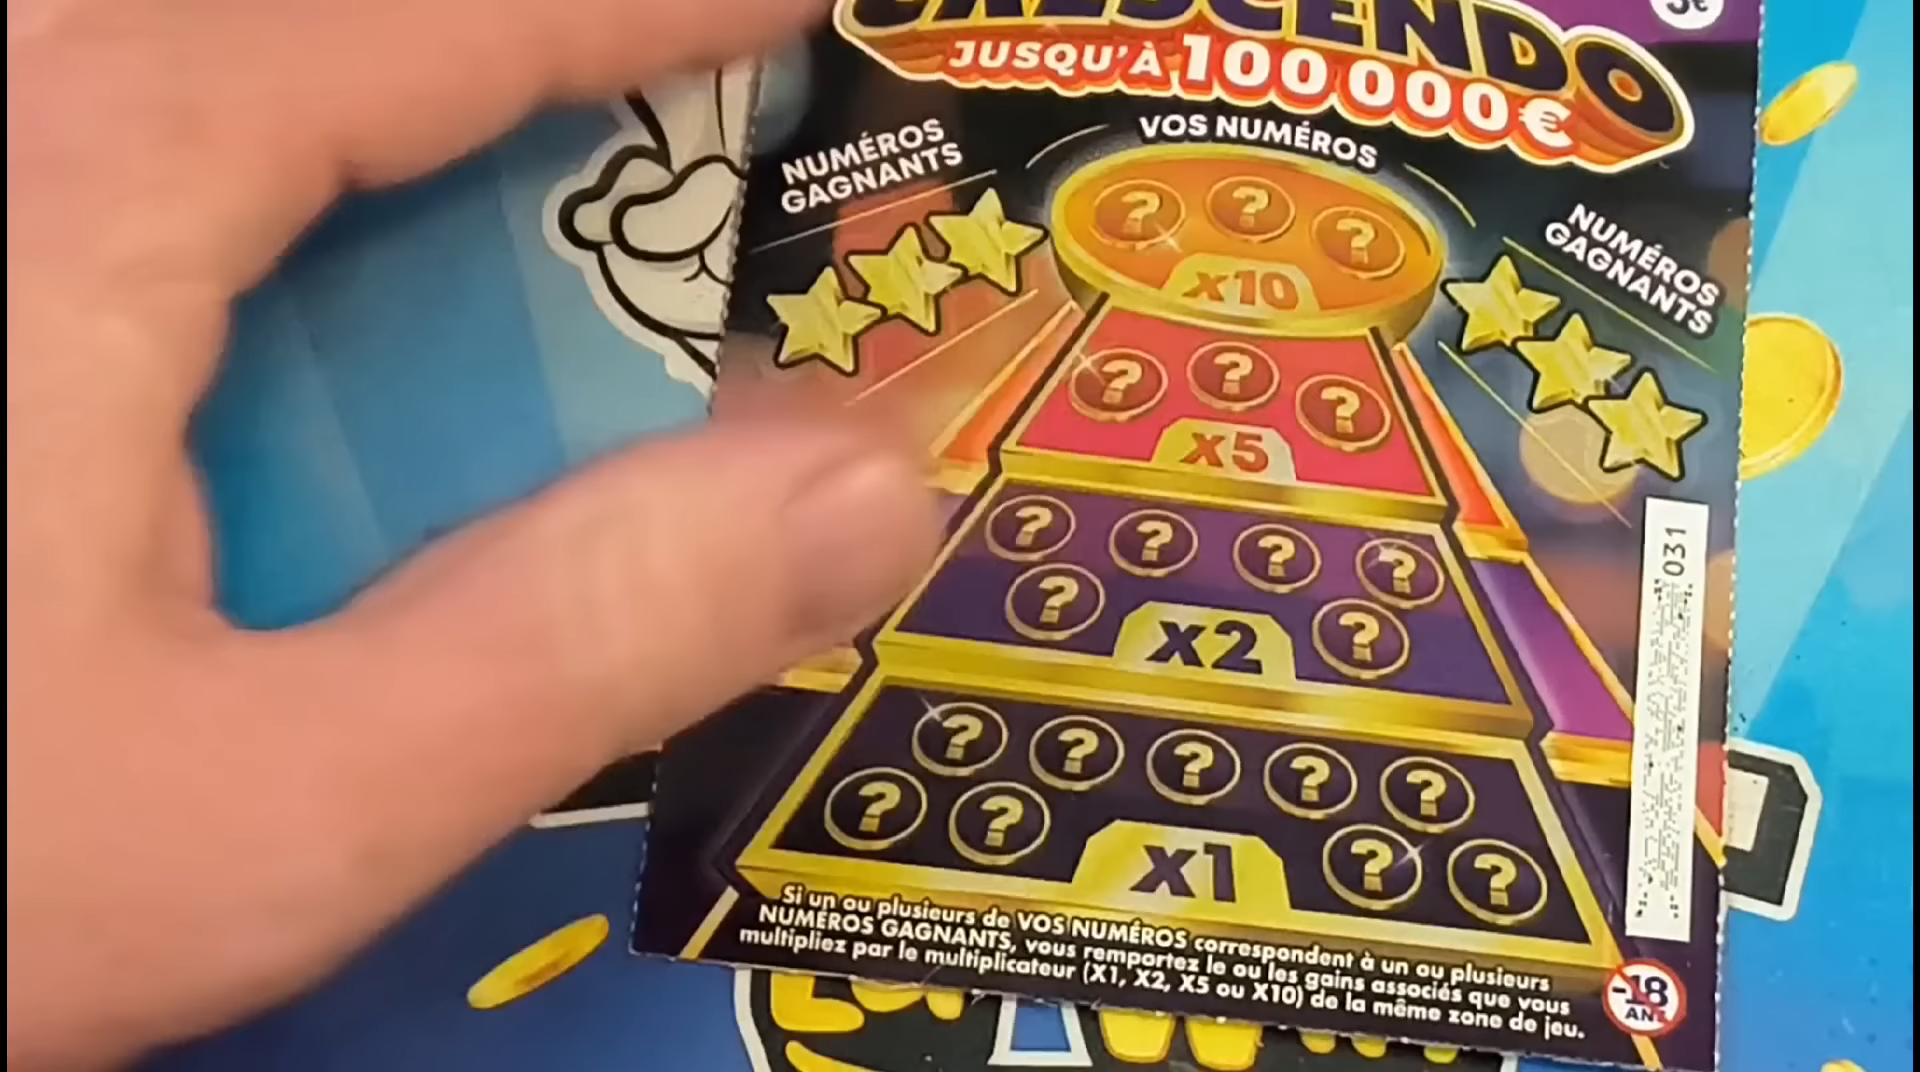 CRESCENDO
JUSQU'À 100 000€
VOS NUMÉROS
NUMÉROS
GAGNANTS
NUMÉROS
GAGNANTS
? ? ?
X10
? ? ?
X5
? ? ? ?
? ?
X2
? ? ? ? ?
? ? ? ?
X1
031
Si un ou plusieurs de VOS NUMÉROS correspondent à un ou plusieurs
NUMÉROS GAGNANTS, vous remportez le ou les gains associés que vous
multipliez par le multiplicateur (X1, X2, X5 ou X10) de la même zone de jeu.
-18
ANS